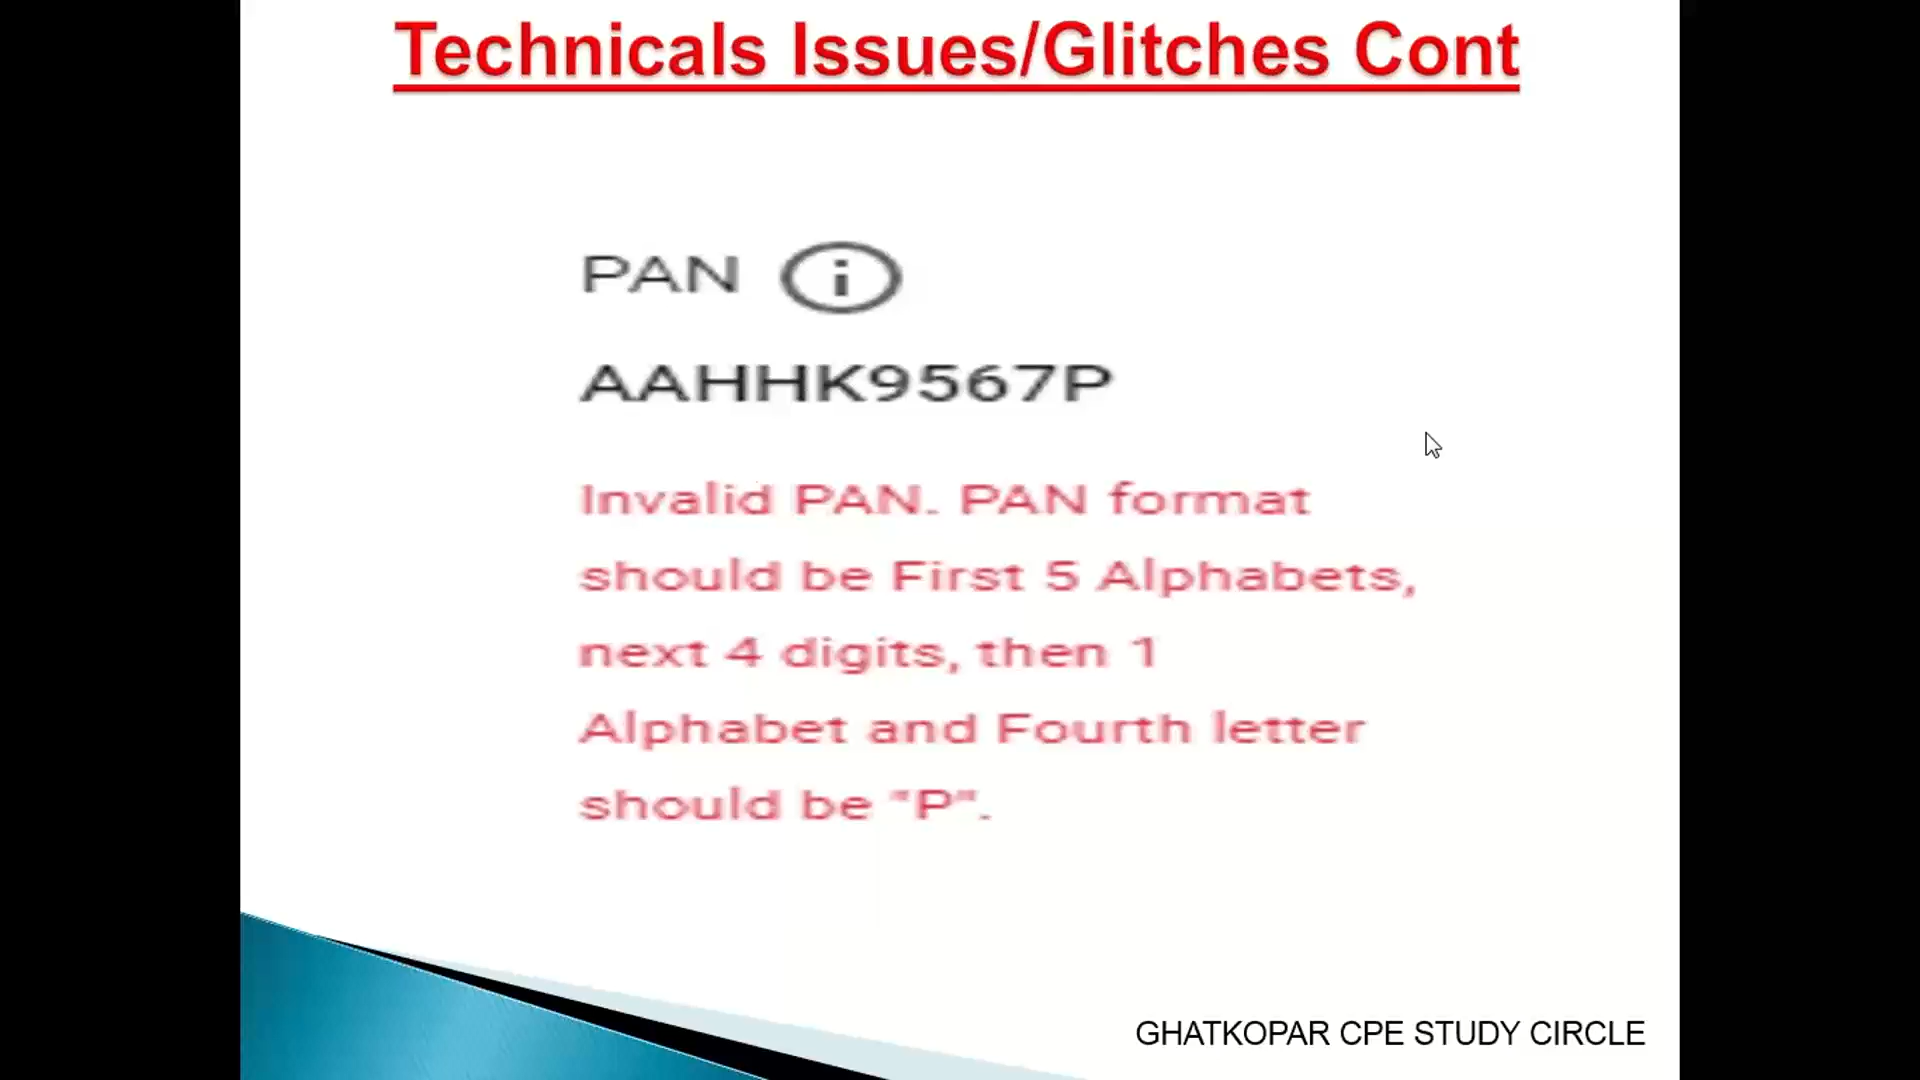 Technicals Issues/Glitches Cont
PAN i
AAHHK9567P
Invalid PAN. PAN format
should be First 5 Alphabets,
next 4 digits, then 1
Alphabet and Fourth letter
should be "P".
GHATKOPAR CPE STUDY CIRCLE